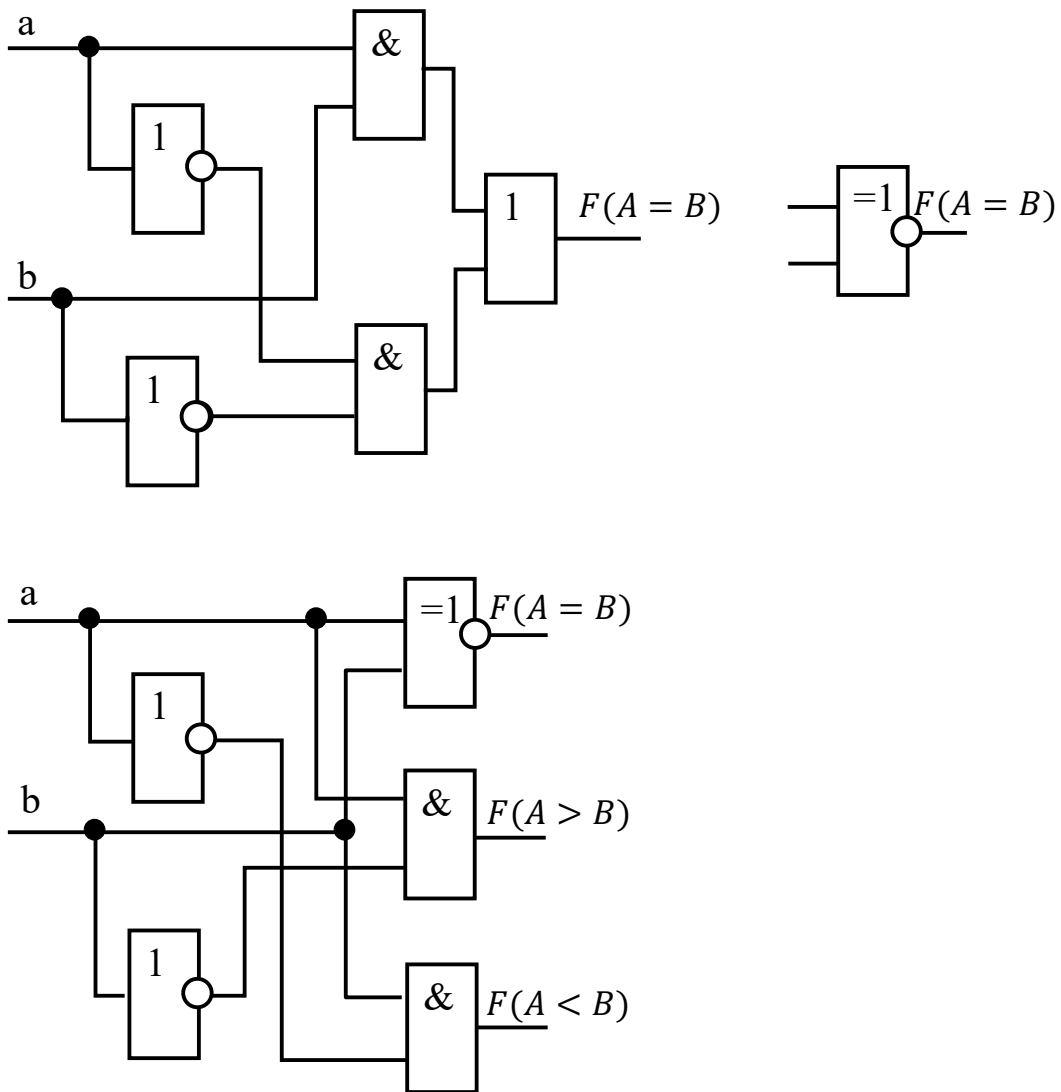 a
&
1
1
F(A = B)
=1
F(A = B)
b
1
&
a
=1
F(A = B)
1
b
&
F(A > B)
1
&
F(A < B)